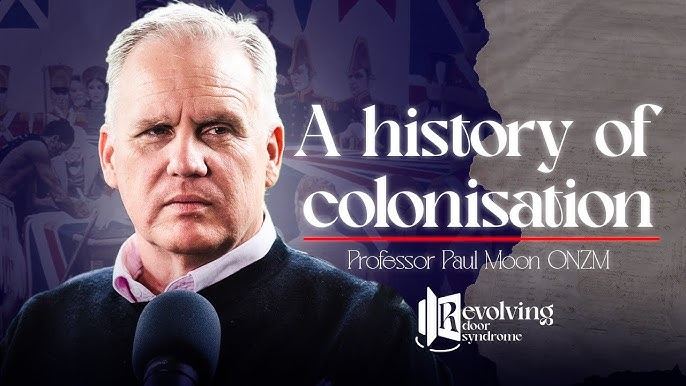 A history of
colonisation
Professor Paul Moon ONZM
Revolving
door
syndrome